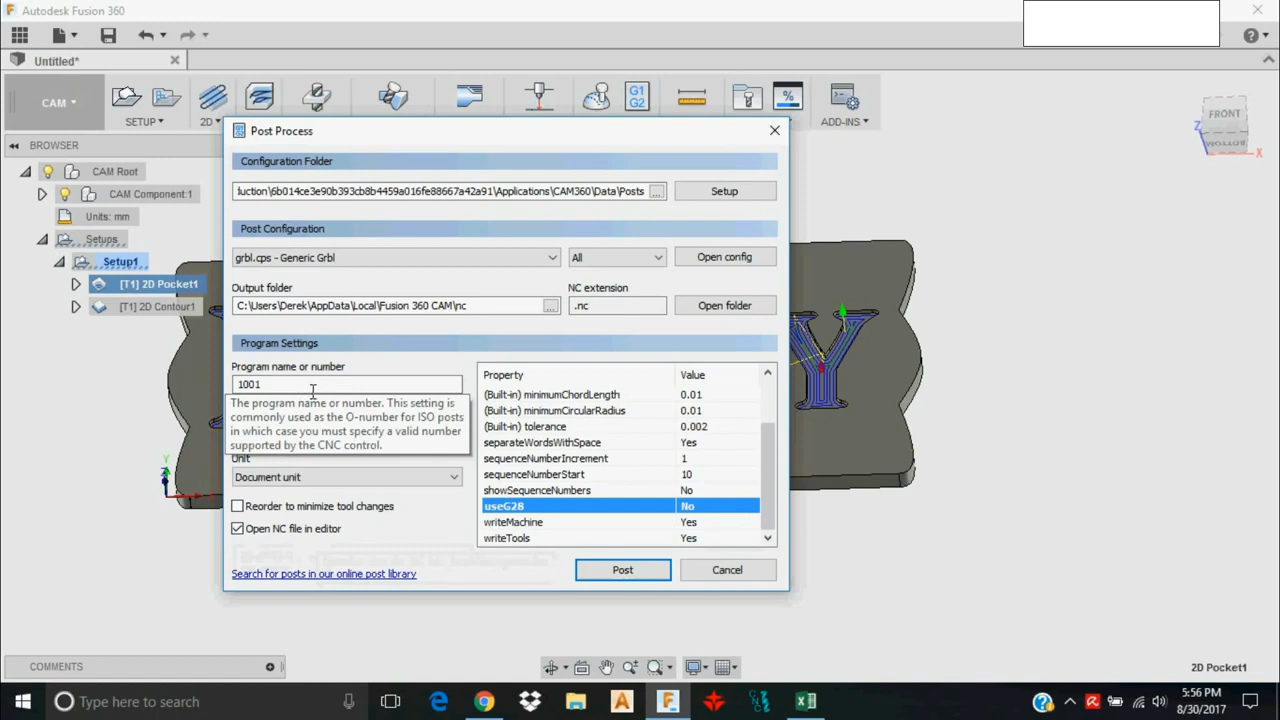 Autodesk Fusion 360
Untitled*
CAM
SETUP
2D
G1
G2
%
ADD-INS
FRONT
BOTTOM
Z
X
BROWSER
CAM Root
CAM Component:1
Units: mm
Setups
Setup1
[T1] 2D Pocket1
[T1] 2D Contour1
Post Process
Configuration Folder
luction\6b014ce3e90b393cb8b4459a016fe88667a42a91\Applications\CAM360\Data\Posts
...
Setup
Post Configuration
grbl.cps - Generic Grbl
All
Open config
Output folder
NC extension
C:\Users\Derek\AppData\Local\Fusion 360 CAM\nc
...
.nc
Open folder
Program Settings
Program name or number
1001
The program name or number. This setting is
commonly used as the O-number for ISO posts
in which case you must specify a valid number
supported by the CNC control.
Unit
Document unit
Reorder to minimize tool changes
Open NC file in editor
Search for posts in our online post library
Property Value
(Built-in) minimumChordLength 0.01
(Built-in) minimumCircularRadius 0.01
(Built-in) tolerance 0.002
separateWordsWithSpace Yes
sequenceNumberIncrement 1
sequenceNumberStart 10
showSequenceNumbers No
useG28 No
writeMachine Yes
writeTools Yes
Post
Cancel
Y
Y
Z
COMMENTS
2D Pocket1
Type here to search
5:56 PM
8/30/2017